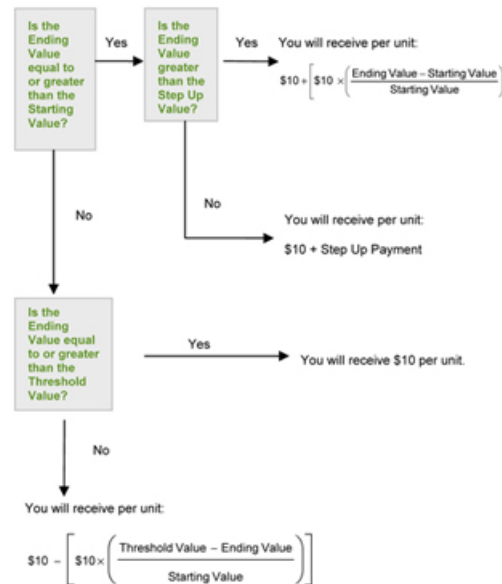 Is the
Ending
Value
equal to
or greater
than the
Starting
Value?
Yes
Is the
Ending
Value
greater
than the
Step Up
Value?
Yes
You will receive per unit:
$10 + [$10 × (Ending Value – Starting Value / Starting Value)
No
No
You will receive per unit:
$10 + Step Up Payment
Is the
Ending
Value equal
to or greater
than the
Threshold
Value?
Yes
You will receive $10 per unit.
No
You will receive per unit:
$10 – [$10 × (Threshold Value – Ending Value / Starting Value)]